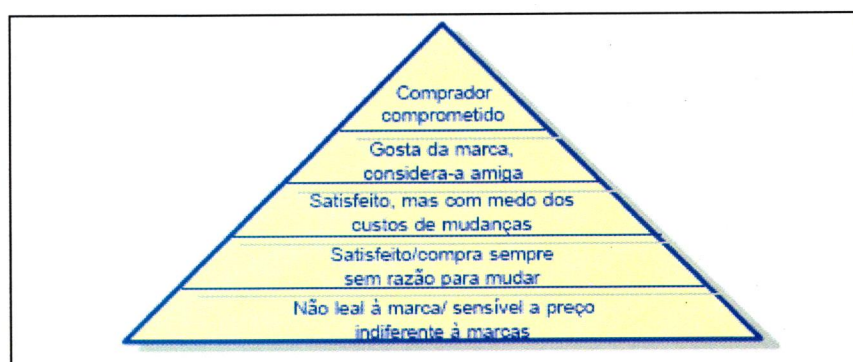 Comprador
comprometido
Gosta da marca,
considera-a amiga
Satisfeito, mas com medo dos
custos de mudanças
Satisfeito/compra sempre
sem razão para mudar
Não leal à marca/ sensível a preço
indiferente à marcas